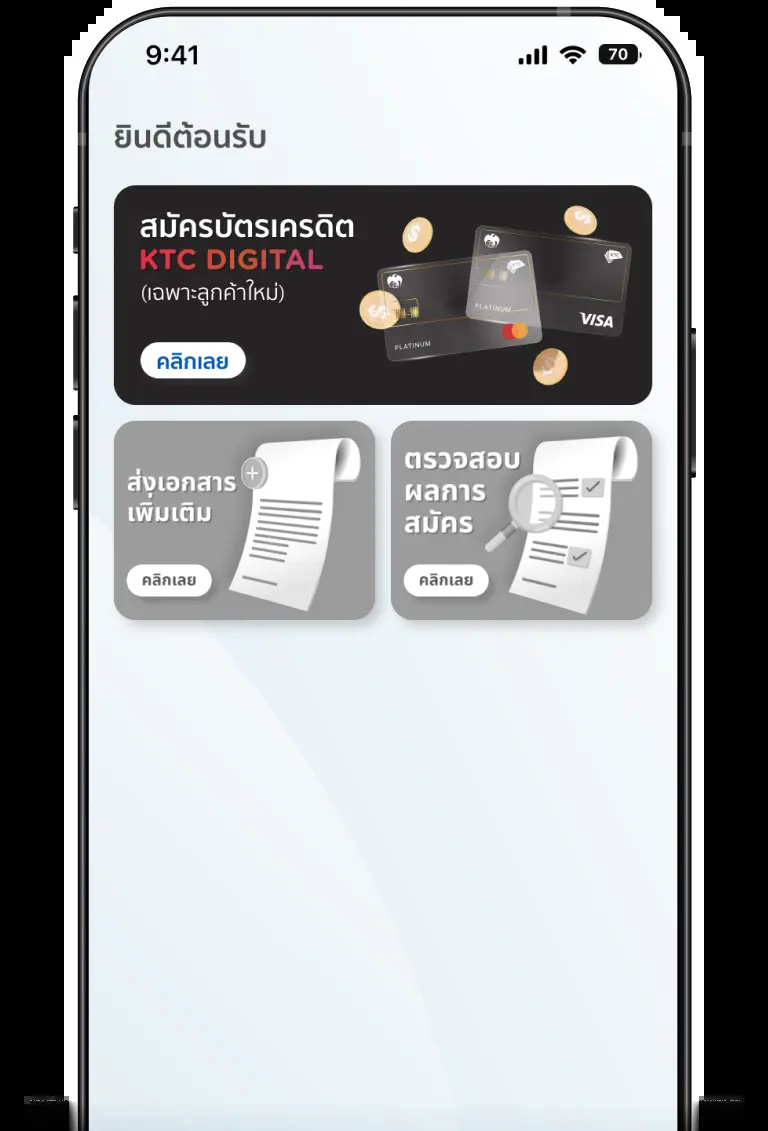 9:41
70
ยินดีต้อนรับ
สมัครบัตรเครดิต
KTC DIGITAL
(เฉพาะลูกค้าใหม่)
คลิกเลย
PLATINUM
PLATINUM
VISA
KTC
ส่งเอกสาร
เพิ่มเติม
คลิกเลย
ตรวจสอบ
ผลการ
สมัคร
คลิกเลย